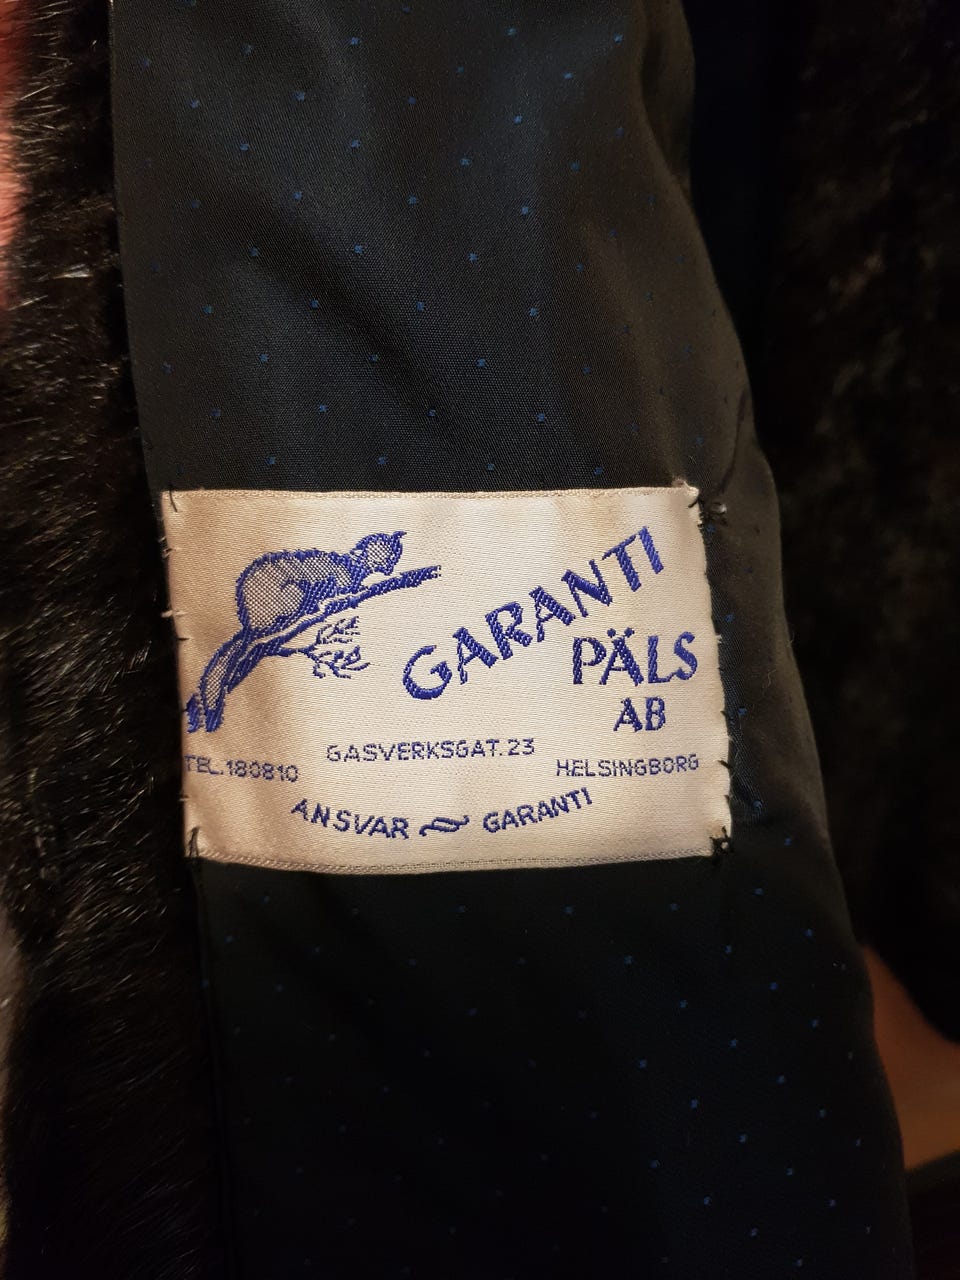 GARANTI
PÄLS
AB
GASVERKSGAT.23
TEL.180810
HELSINGBORG
ANSVAR GARANTI